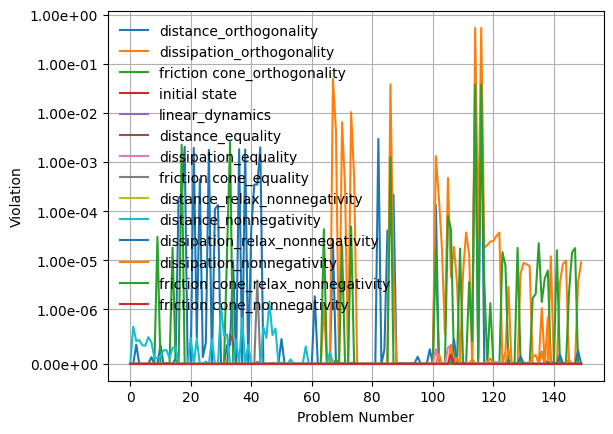 1.00e+00
1.00e-01
1.00e-02
1.00e-03
1.00e-04
1.00e-05
1.00e-06
0.00e+00
Violation
distance_orthogonality
dissipation_orthogonality
friction cone_orthogonality
initial state
linear_dynamics
distance_equality
dissipation_equality
friction cone_equality
distance_relax_nonnegativity
distance_nonnegativity
dissipation_relax_nonnegativity
dissipation_nonnegativity
friction cone_relax_nonnegativity
friction cone_nonnegativity
0 20 40 60 80 100 120 140
Problem Number